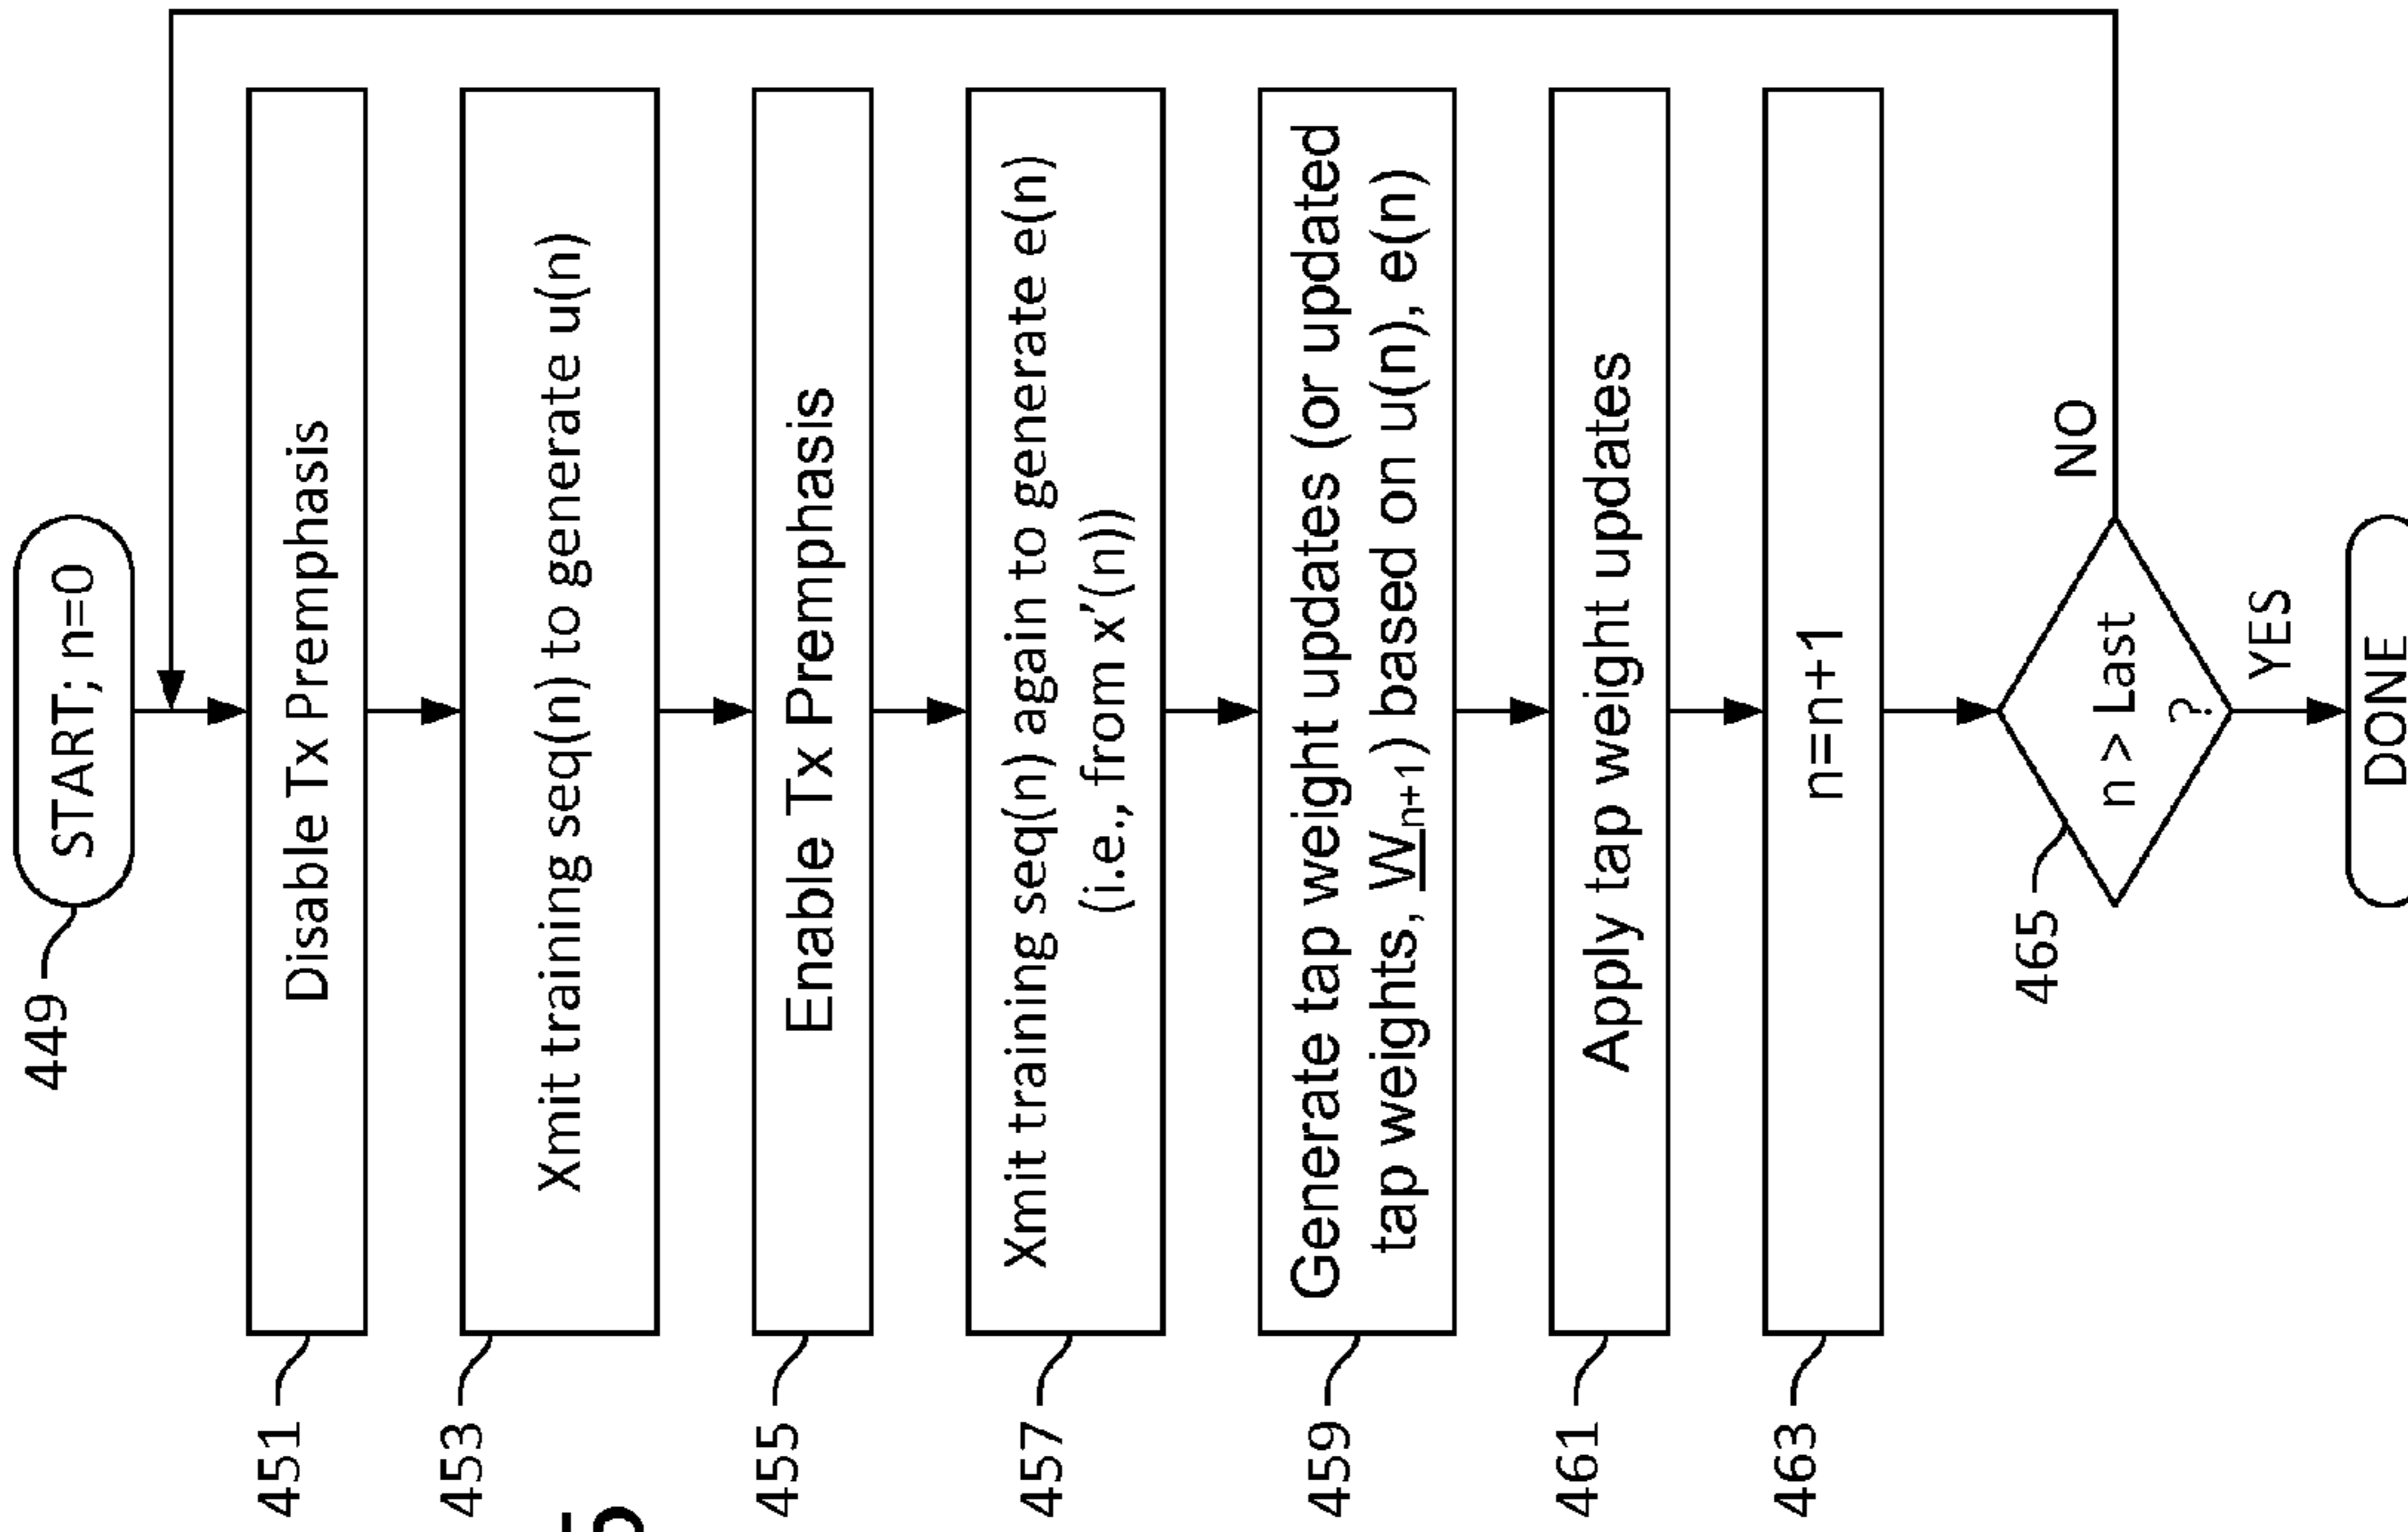 449
START; n=0
451
Disable Tx Premphasis
453
Xmit training seq(n) to generate u(n)
455
Enable Tx Premphasis
457
Xmit training seq(n) again to generate e(n)
(i.e., from x'(n))
459
Generate tap weight updates (or updated
tap weights, W_n+1) based on u(n), e(n)
461
Apply tap weight updates
463
n=n+1
465
n > Last
?
NO
YES
DONE
5